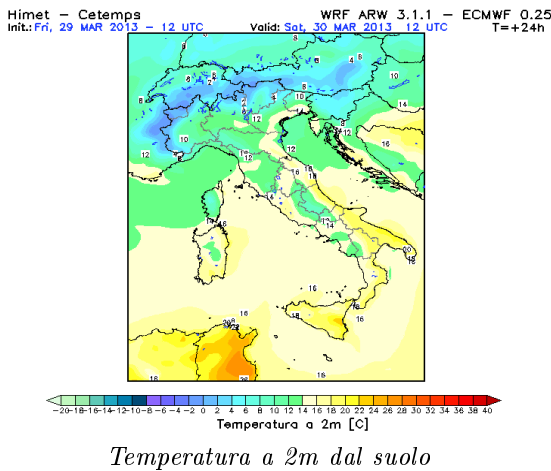 Himet – Cetemps WRF ARW 3.1.1 – ECMWF 0.25
Init.: Fri, 29 MAR 2013 – 12 UTC Valid: Sat, 30 MAR 2013 12 UTC T=+24h
-20-18-16-14-12-10-8 -6 -4 -2 0 2 4 6 8 10 12 14 16 18 20 22 24 26 28 30 32 34 36 38 40
Temperatura a 2m [C]
Temperatura a 2m dal suolo